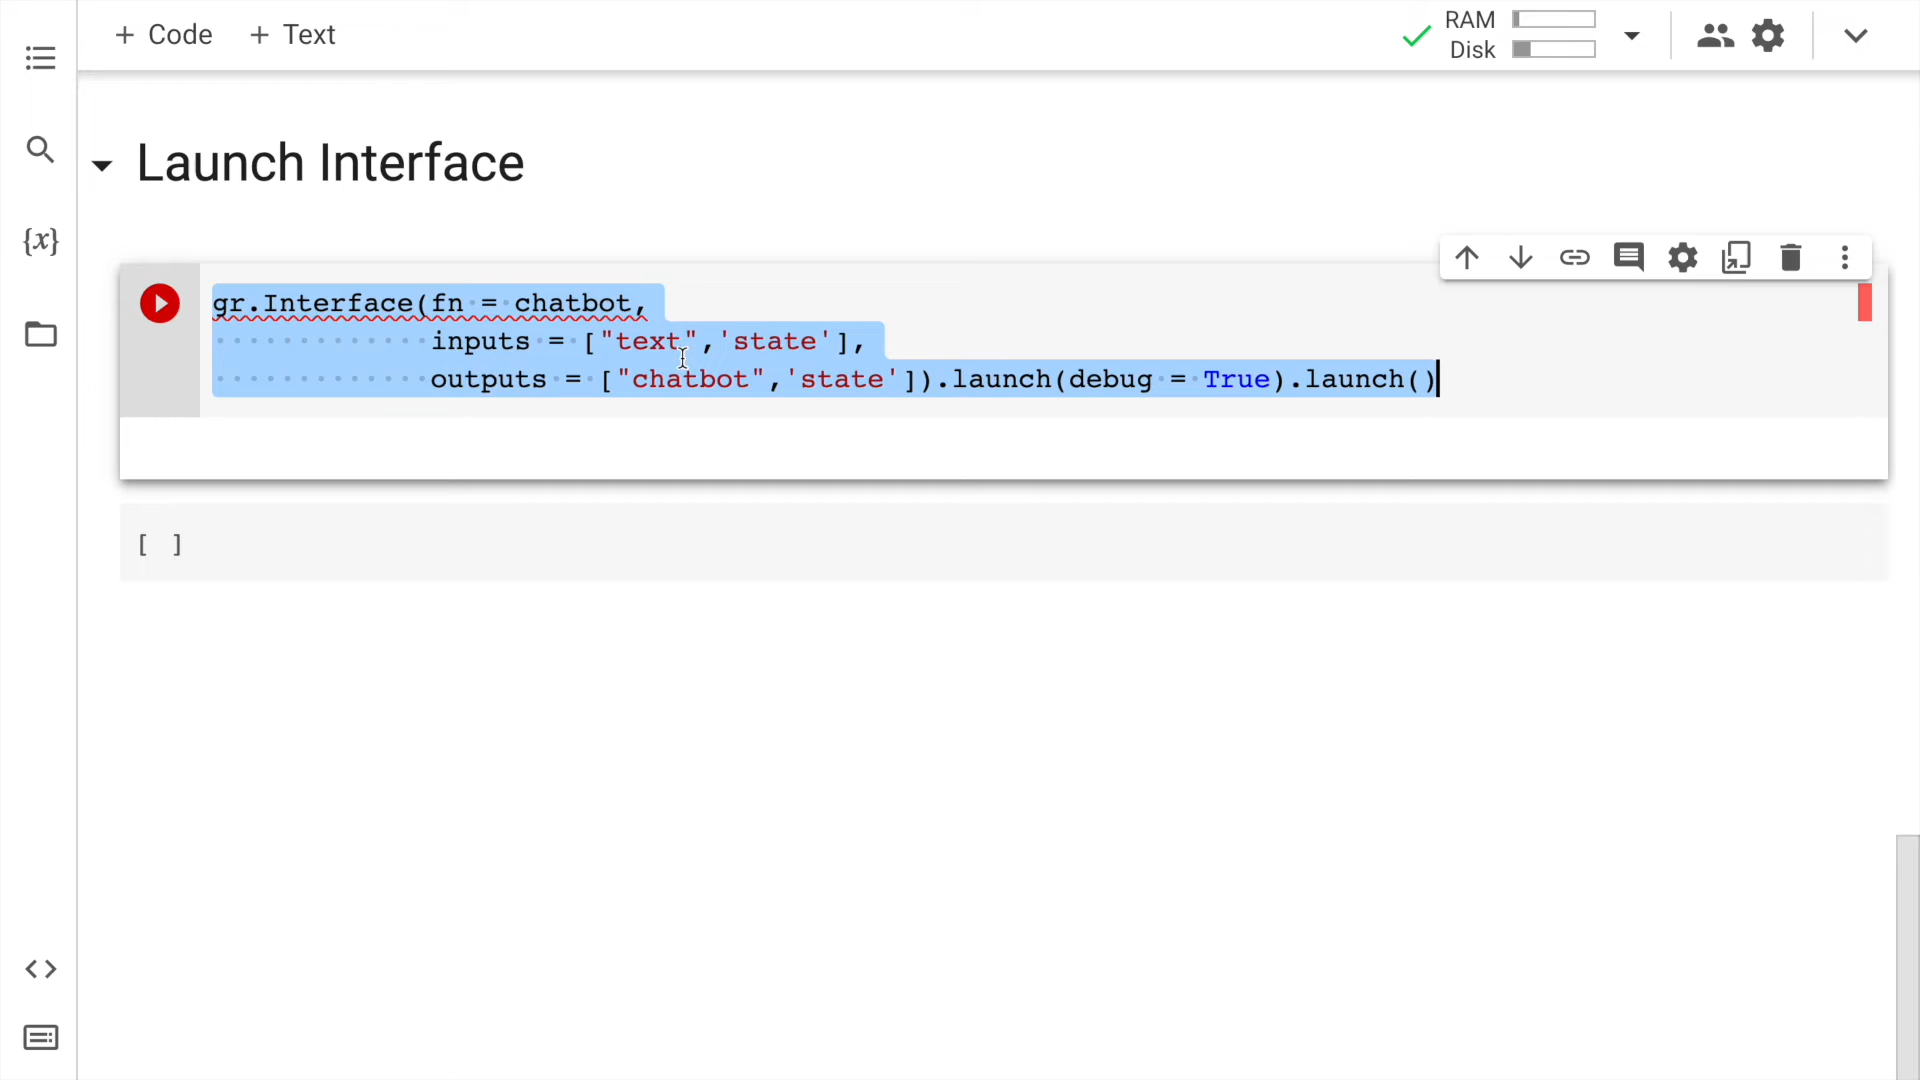 + Code + Text
RAM
Disk
Launch Interface
{x}
gr.Interface(fn = chatbot,
inputs = ["text",'state'],
outputs = ["chatbot",'state']).launch(debug = True).launch()
[ ]